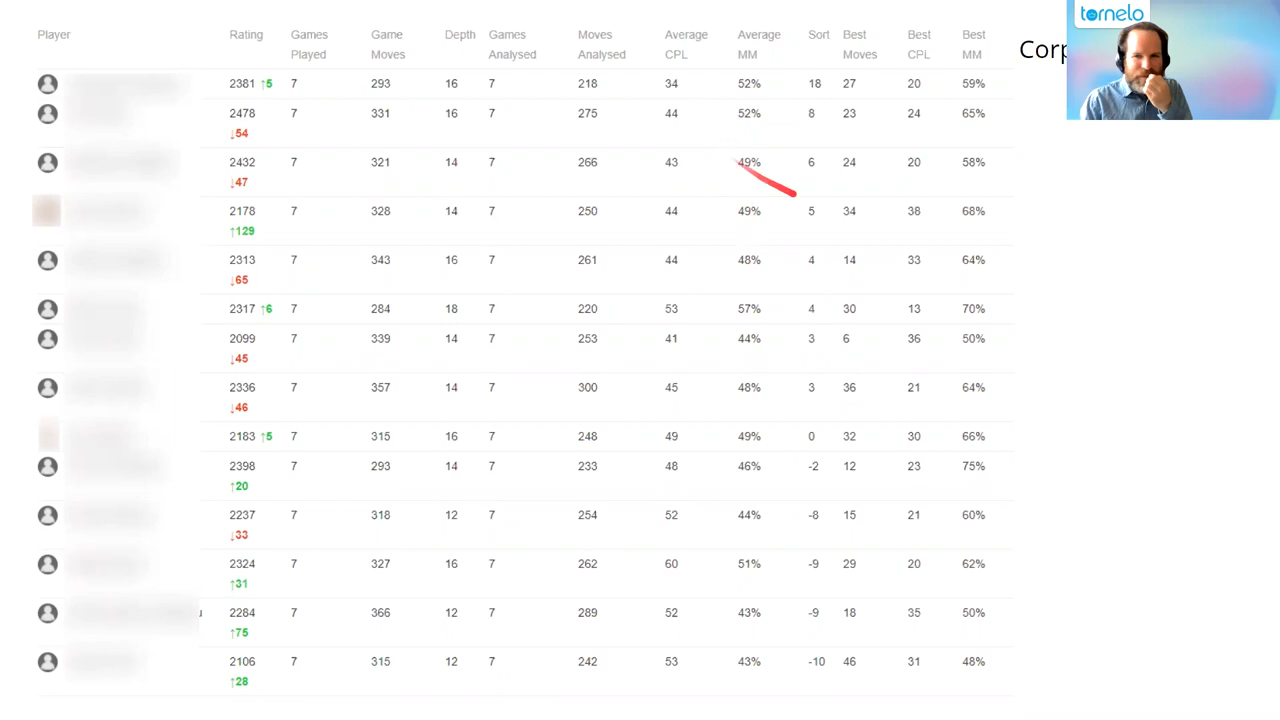 tornelo
Player Rating Games Played Game Moves Depth Games Analysed Moves Analysed Average CPL Average MM Sort Best Moves Best CPL Best MM
Corp
2381 ↑5 7 293 16 7 218 34 52% 18 27 20 59%
2478 7 331 16 7 275 44 52% 8 23 24 65%
↓54
2432 7 321 14 7 266 43 49% 6 24 20 58%
↓47
2178 7 328 14 7 250 44 49% 5 34 38 68%
↑129
2313 7 343 16 7 261 44 48% 4 14 33 64%
↓65
2317 ↑6 7 284 18 7 220 53 57% 4 30 13 70%
2099 7 339 14 7 253 41 44% 3 6 36 50%
↓45
2336 7 357 14 7 300 45 48% 3 36 21 64%
↓46
2183 ↑5 7 315 16 7 248 49 49% 0 32 30 66%
2398 7 293 14 7 233 48 46% -2 12 23 75%
↑20
2237 7 318 12 7 254 52 44% -8 15 21 60%
↓33
2324 7 327 16 7 262 60 51% -9 29 20 62%
↑31
2284 7 366 12 7 289 52 43% -9 18 35 50%
↑75
2106 7 315 12 7 242 53 43% -10 46 31 48%
↑28